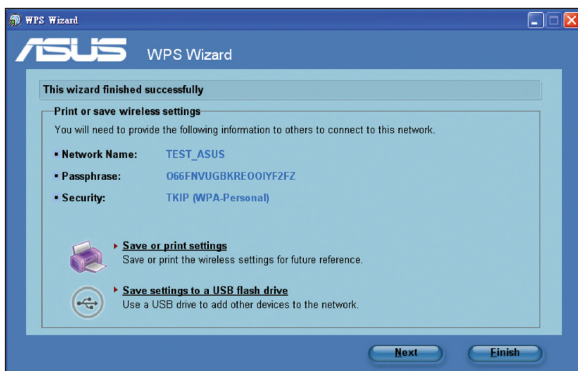 WPS Wizard
ASUS WPS Wizard
This wizard finished successfully
Print or save wireless settings
You will need to provide the following information to others to connect to this network.
▪ Network Name: TEST_ASUS
▪ Passphrase: O66FNVUGBKREOOIYF2FZ
▪ Security: TKIP (WPA-Personal)
Save or print settings
Save or print the wireless settings for future reference.
Save settings to a USB flash drive
Use a USB drive to add other devices to the network.
Next Finish